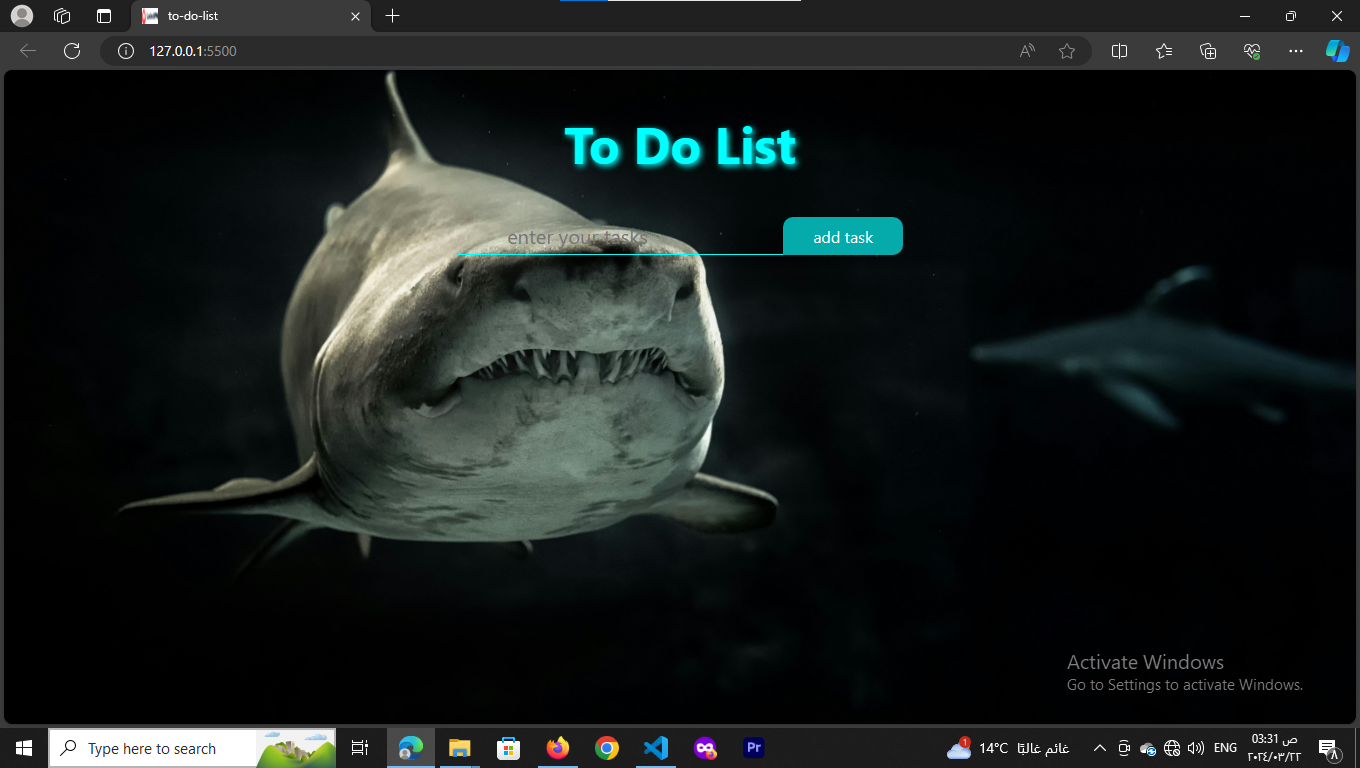 to-do-list
127.0.0.1:5500
To Do List
enter your tasks
add task
Activate Windows
Go to Settings to activate Windows.
Type here to search
Pr
1
14°C غائم غالبًا
ENG
03:31 ص
٢٠٢٤/٠٣/٢٢
٨